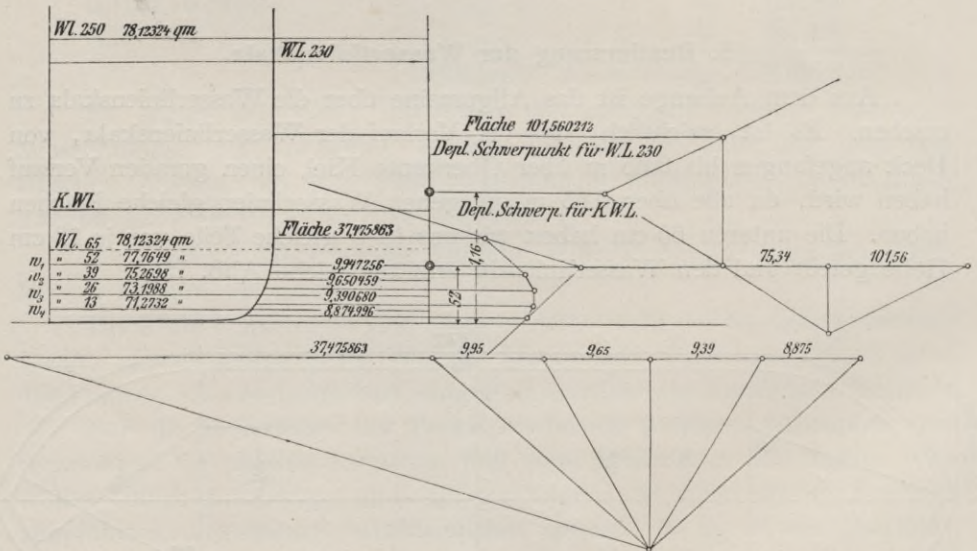 Wl. 250 78,12324 qm
W.L. 230
Fläche 101,560212
Depl. Schwerpunkt für W.L. 230
K.Wl.
Depl. Schwerp. für K.W.L.
Fläche 37,475863
4,16
Wl. 65 78,12324 qm
w₁ " 52 77,7649 "
w₂ " 39 75,2698 "
w₃ " 26 73,1988 "
w₄ " 13 71,2732 "
9,947256
9,650459
9,390680
8,874996
52
75,34
101,56
37,475863
9,95
9,65
9,39
8,875